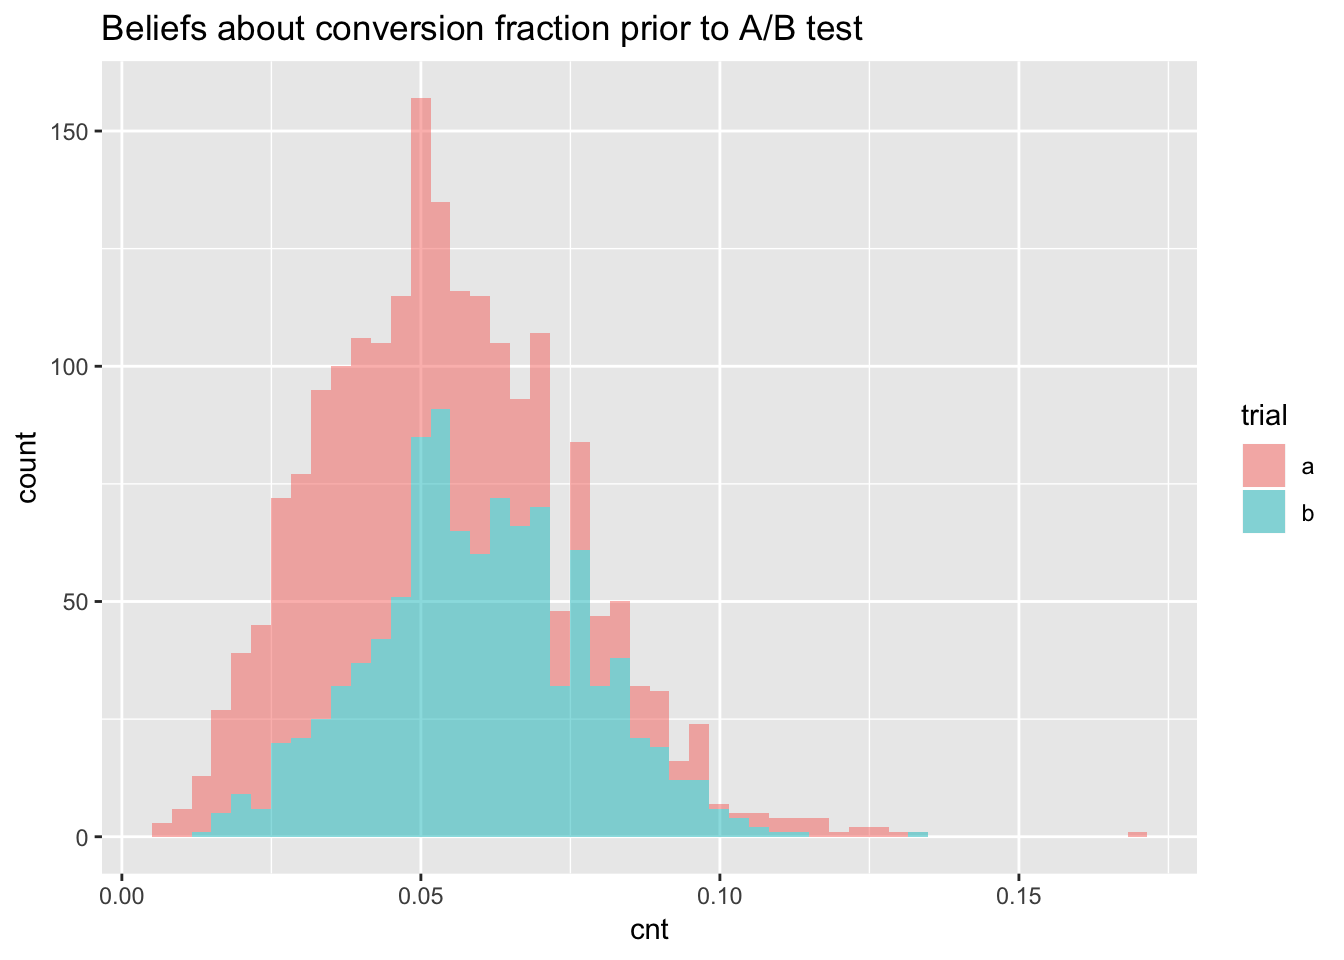 Beliefs about conversion fraction prior to A/B test
150
100
50
0
count
0.00 0.05 0.10 0.15
cnt
trial
a
b